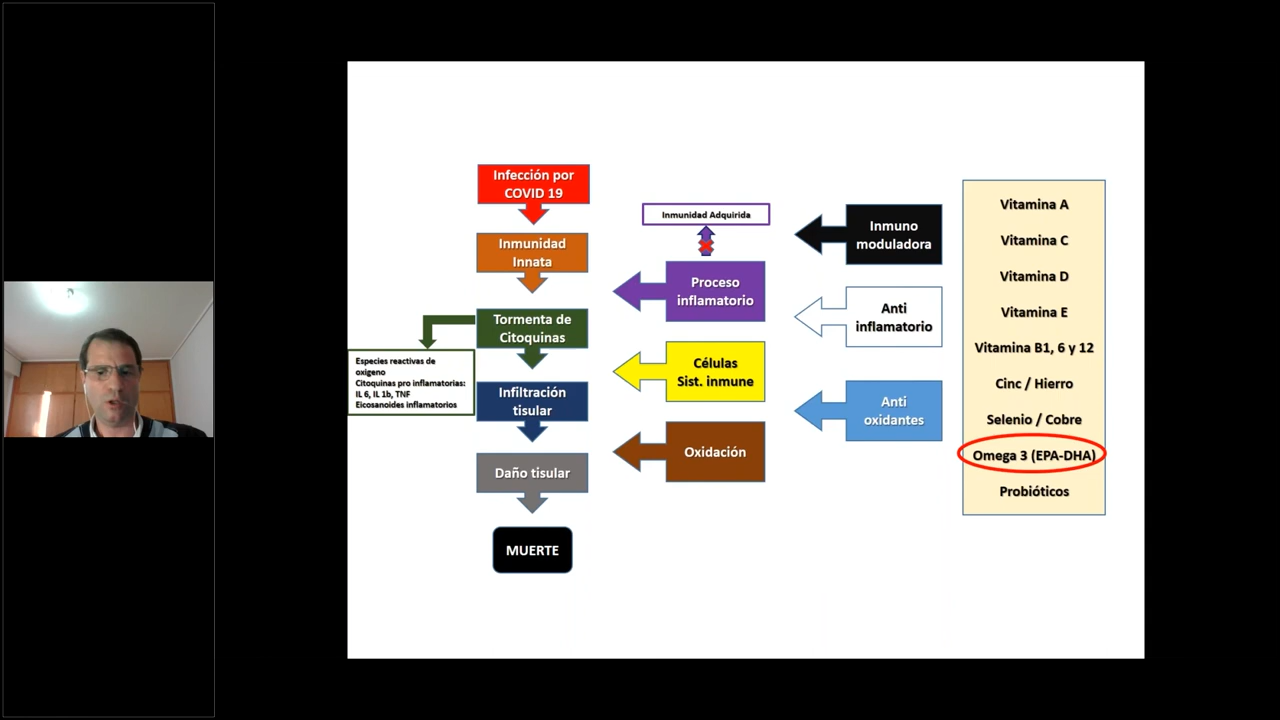 Infección por
COVID 19
Inmunidad
Innata
Tormenta de
Citoquinas
Especies reactivas de
oxigeno
Citoquinas pro inflamatorias:
IL 6, IL 1b, TNF
Eicosanoides inflamatorios
Infiltración
tisular
Daño tisular
MUERTE
Inmunidad Adquirida
Proceso
inflamatorio
Células
Sist. inmune
Oxidación
Inmuno
moduladora
Anti
inflamatorio
Anti
oxidantes
Vitamina A
Vitamina C
Vitamina D
Vitamina E
Vitamina B1, 6 y 12
Cinc / Hierro
Selenio / Cobre
Omega 3 (EPA-DHA)
Probióticos